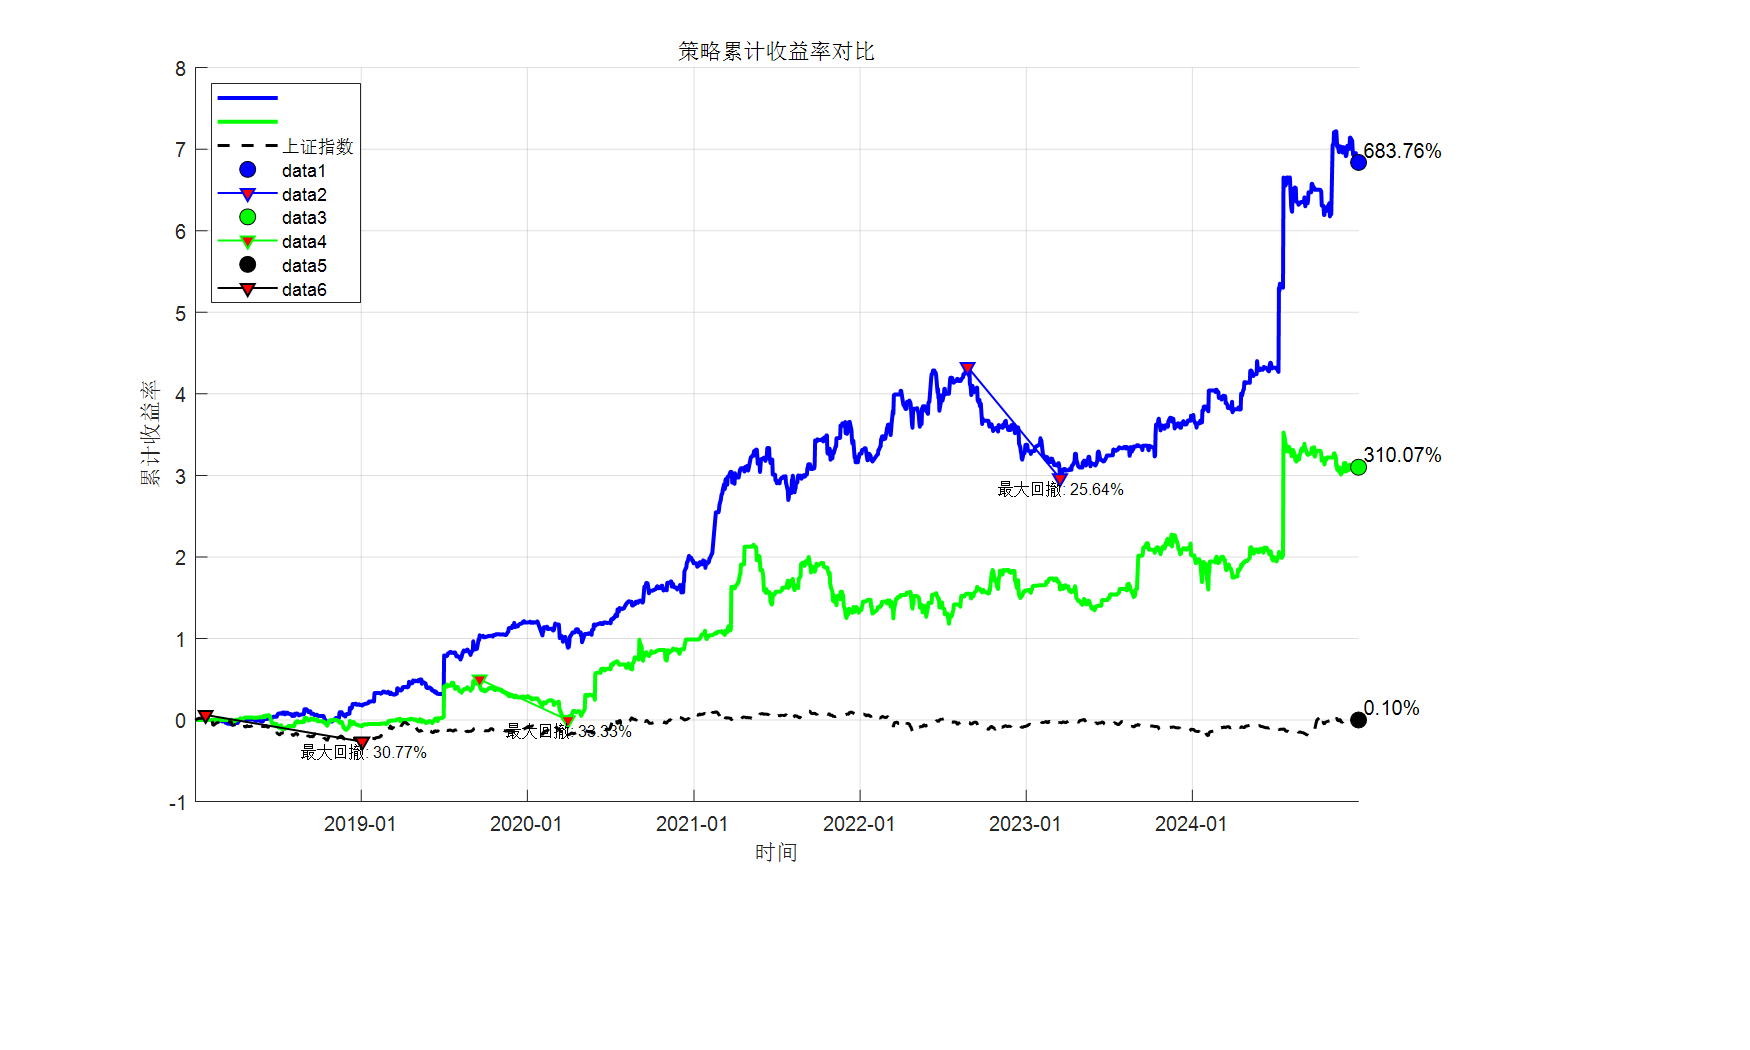 策略累计收益率对比
8
7
6
5
4
3
2
1
0
-1
累计收益率
上证指数
data1
data2
data3
data4
data5
data6
683.76%
310.07%
0.10%
最大回撤: 25.64%
最大回撤: 33.33%
最大回撤: 30.77%
2019-01
2020-01
2021-01
2022-01
2023-01
2024-01
时间